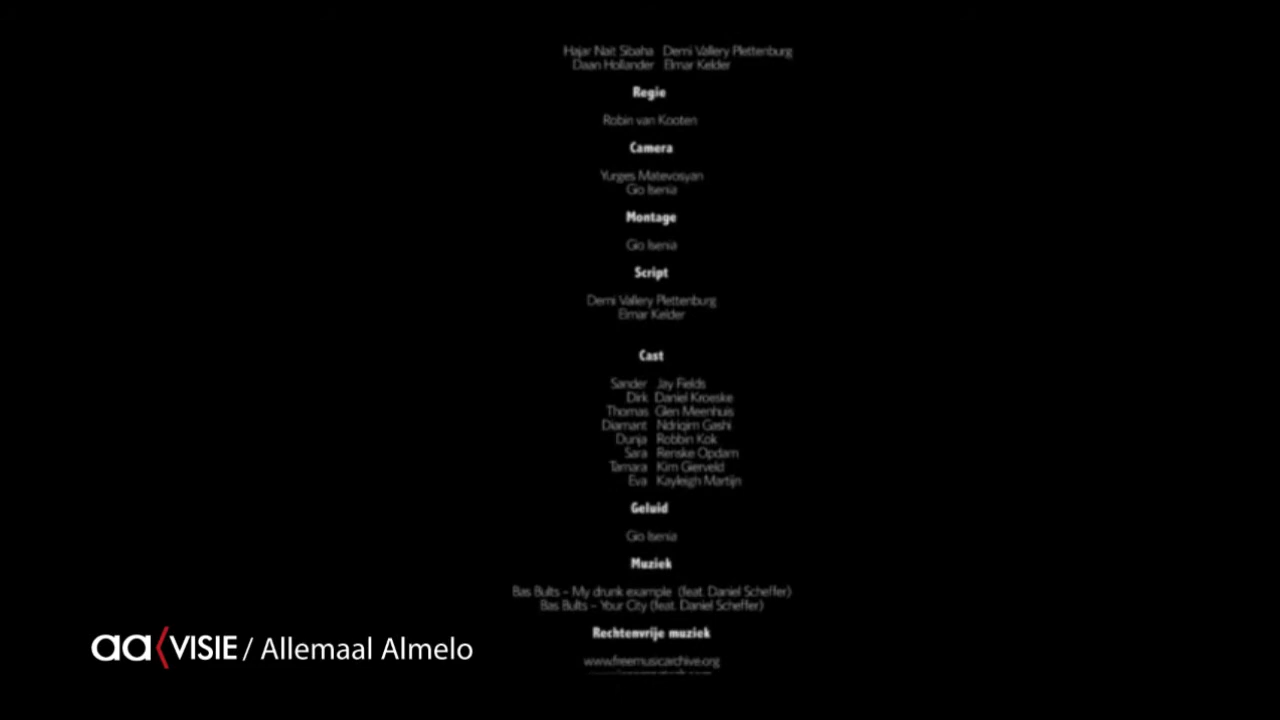 Hajar Nait Sibaha Demi Vallery Plettenburg
Daan Hollander Elmar Kelder
Regie
Robin van Kooten
Camera
Yurges Matevosyan
Gio Isenia
Montage
Gio Isenia
Script
Demi Vallery Plettenburg
Elmar Kelder
Cast
Sander Jay Fields
Dirk Daniel Kroeske
Thomas Glen Meenhuis
Diamant Ndriqim Gashi
Dunja Robbin Kok
Sara Renske Opdam
Tamara Kim Gierveld
Eva Kayleigh Martijn
Geluid
Gio Isenia
Muziek
Bas Bults - My drunk example (feat. Daniel Scheffer)
Bas Bults - Your City (feat. Daniel Scheffer)
Rechtenvrije muziek
www.freemusicarchive.org
aa VISIE / Allemaal Almelo